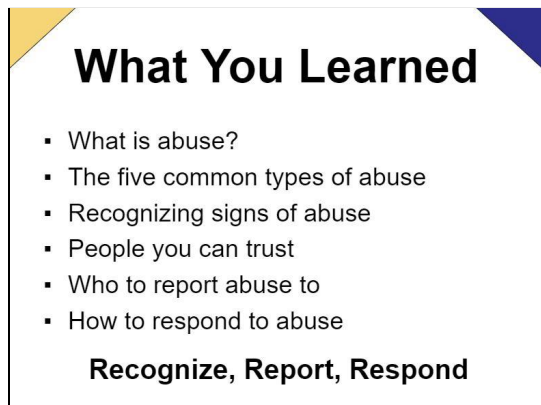 What You Learned
▪ What is abuse?
▪ The five common types of abuse
▪ Recognizing signs of abuse
▪ People you can trust
▪ Who to report abuse to
▪ How to respond to abuse
Recognize, Report, Respond